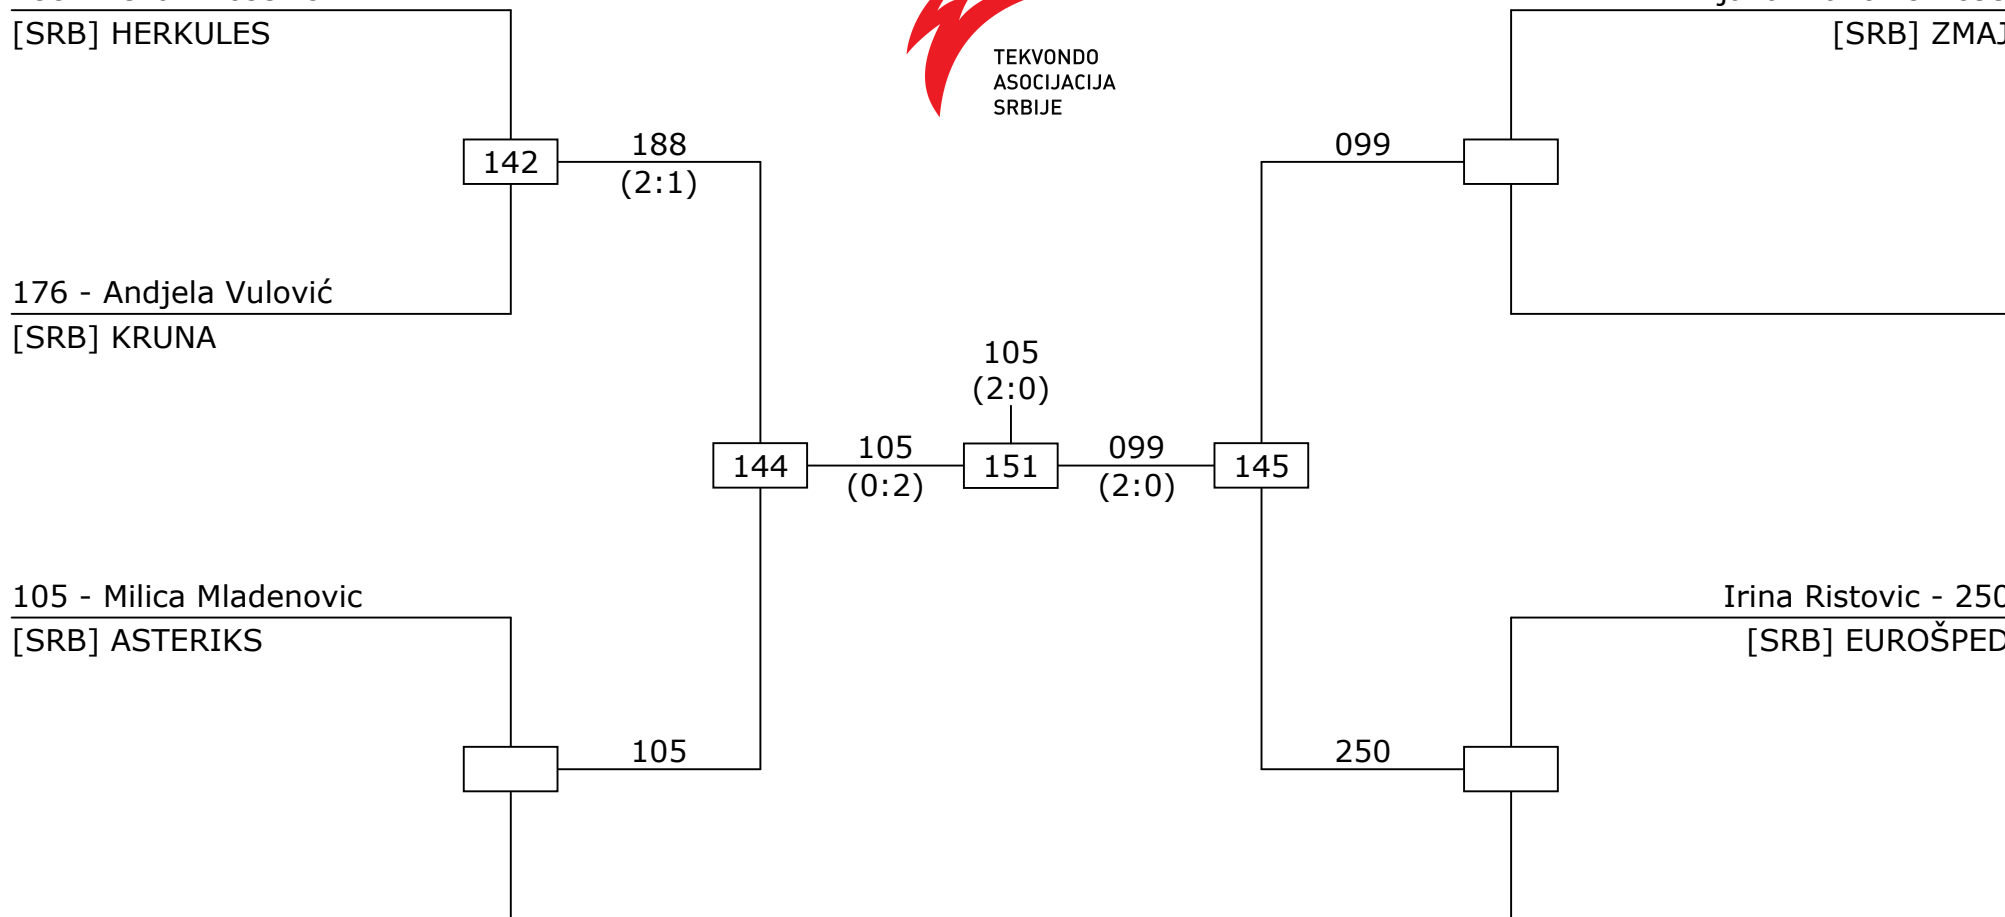 [SRB] HERKULES
[SRB] ZMAJ
TEKVONDO
ASOCIJACIJA
SRBIJE
142
188
(2:1)
099
176 - Andjela Vulović
[SRB] KRUNA
105
(2:0)
144
105
(0:2)
151
099
(2:0)
145
105 - Milica Mladenovic
[SRB] ASTERIKS
Irina Ristovic - 250
[SRB] EUROŠPED
105
250